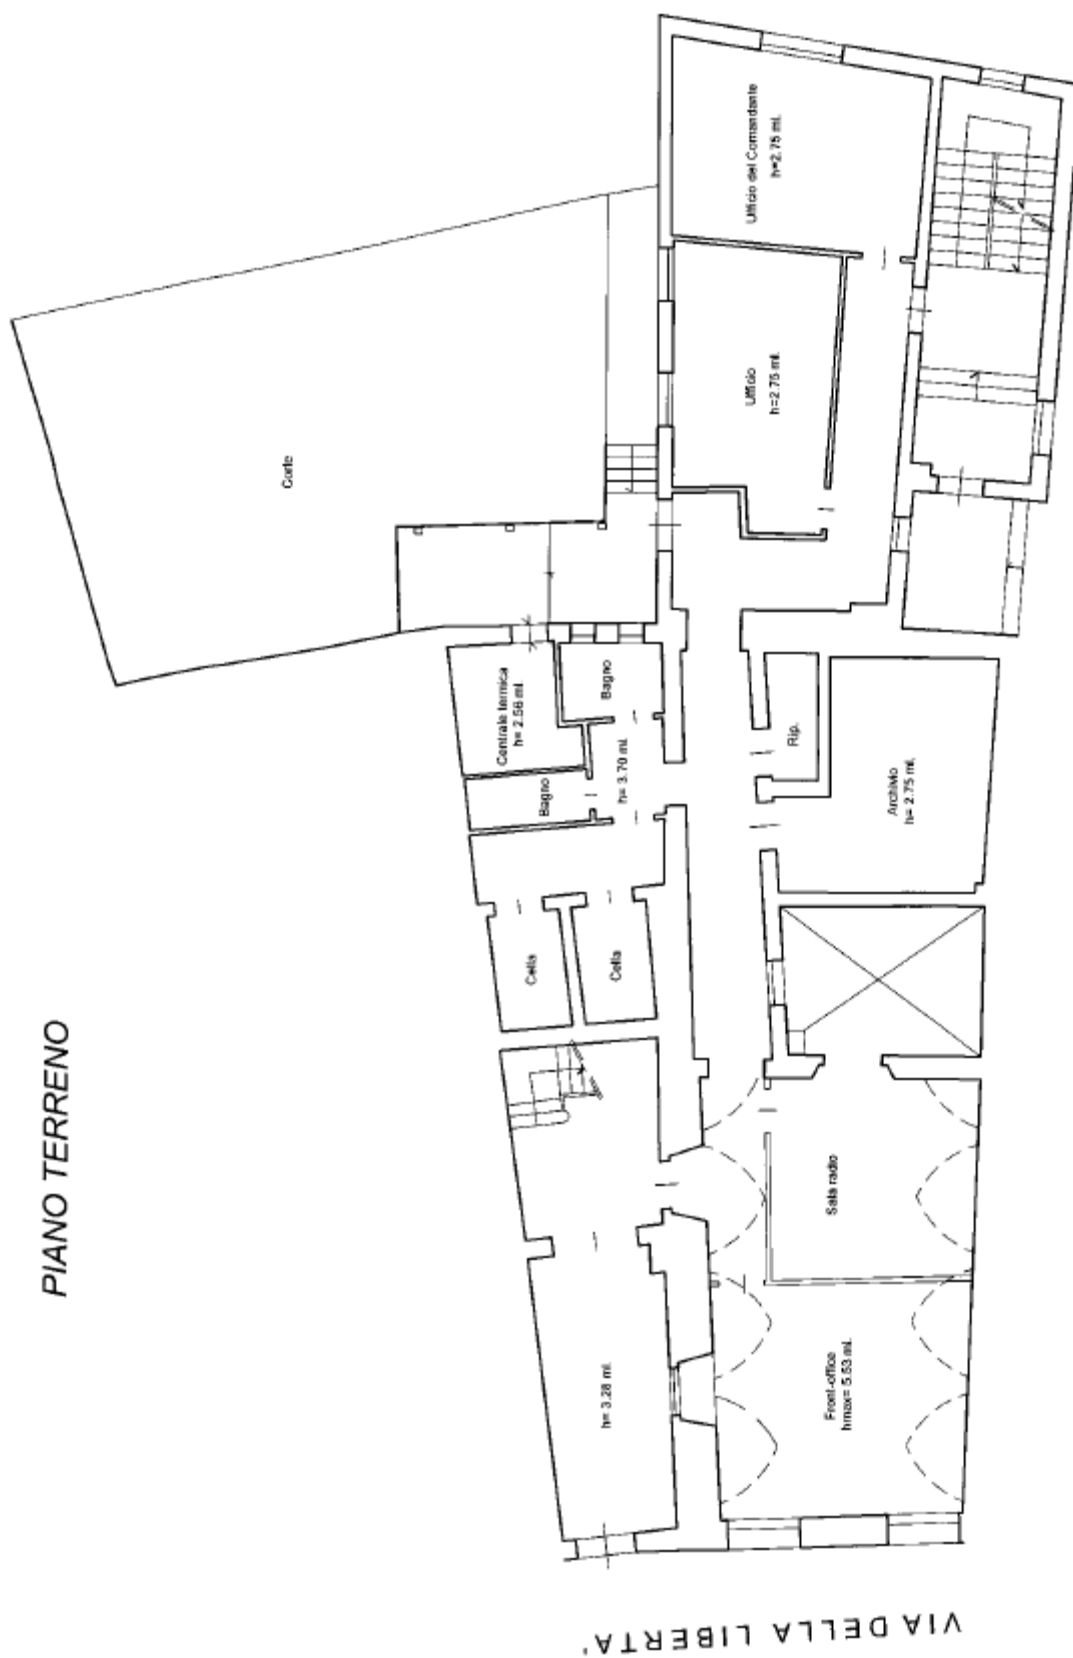 PIANO TERRENO
Corte
Ufficio del Comandante
h=2.75 ml.
Ufficio
h=2.75 ml.
Centrale termica
h= 2.56 ml.
Bagno
Bagno
h= 3.70 ml.
Rip.
Archivio
h= 2.75 ml.
Cella
Cella
Sala radio
Front-office
hmax= 5.53 ml.
h= 3.28 ml.
VIA DELLA LIBERTA'